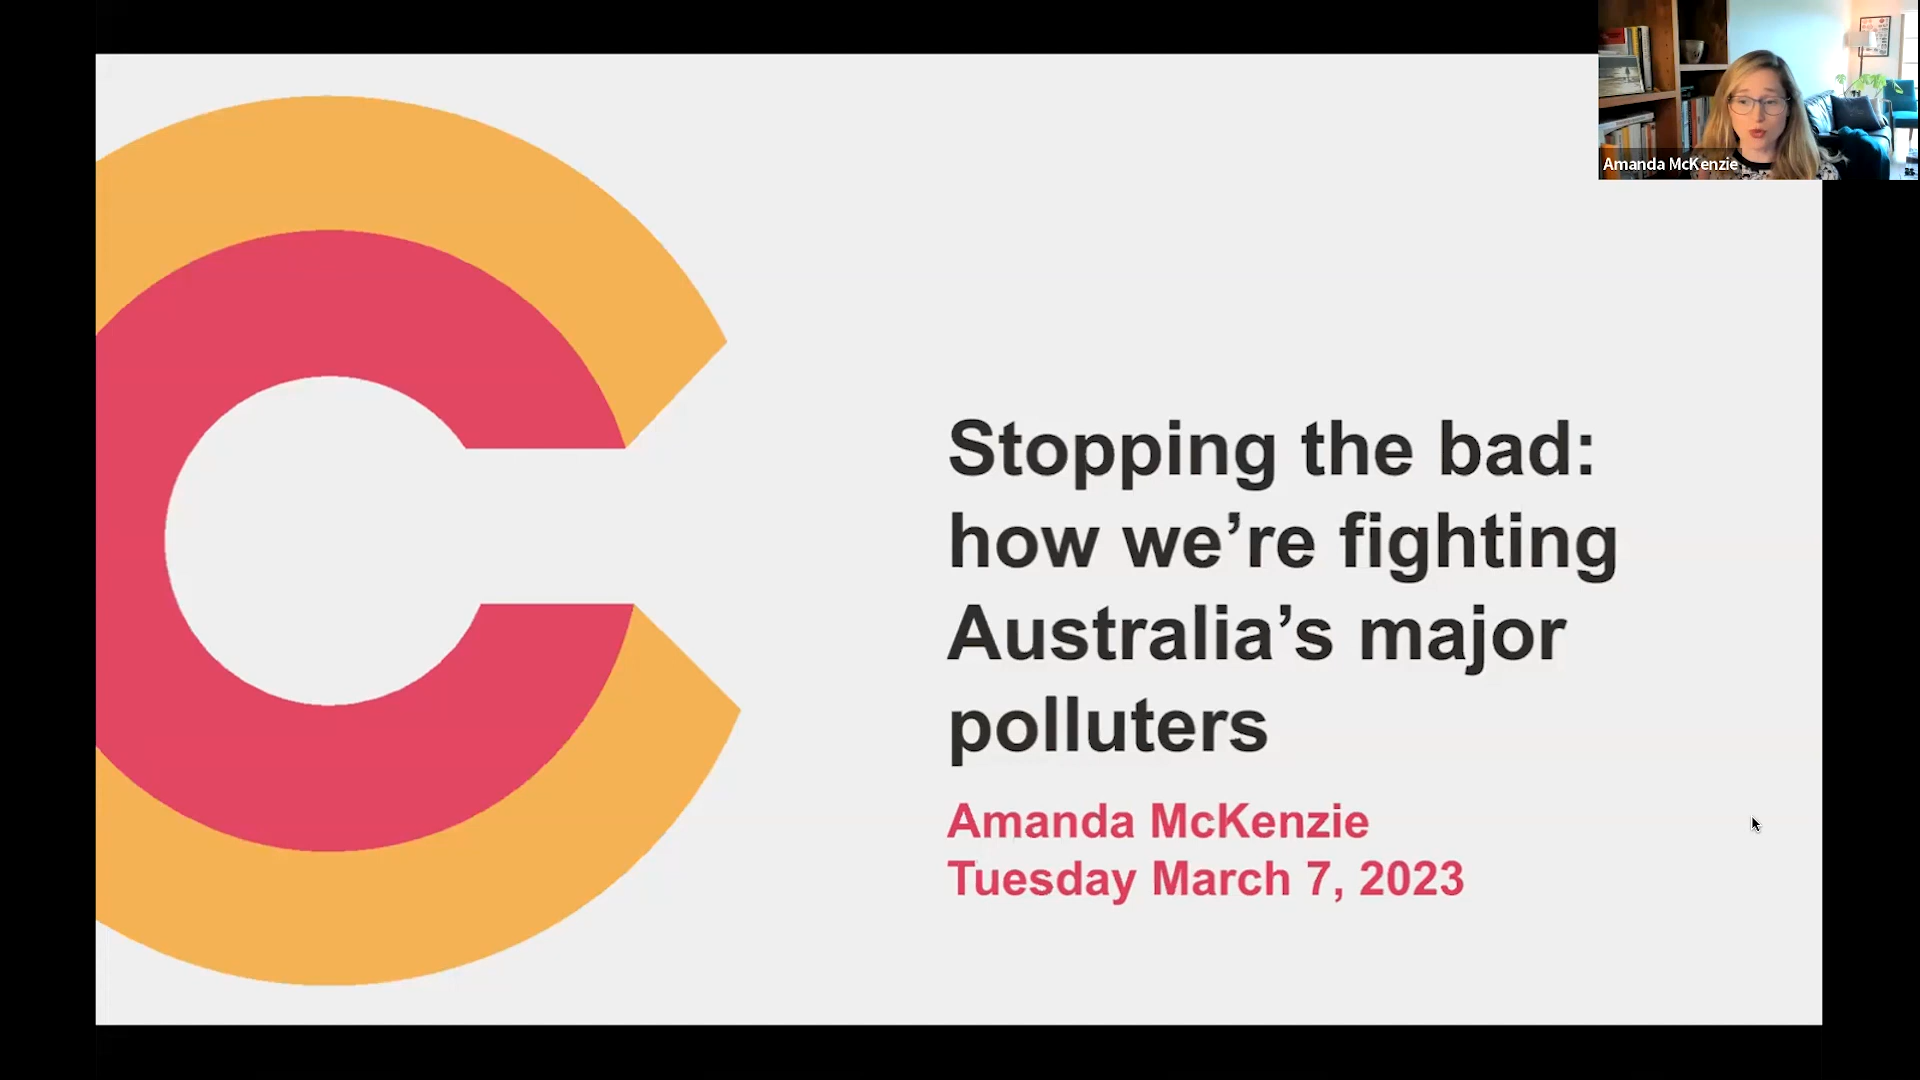 Amanda McKenzie
Stopping the bad:
how we’re fighting
Australia’s major
polluters
Amanda McKenzie
Tuesday March 7, 2023